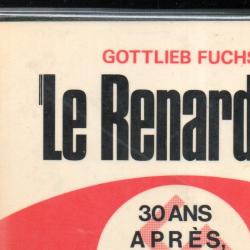 GOTTLIEB FUCHS
"Le Renard
30 ANS
APRÈS,